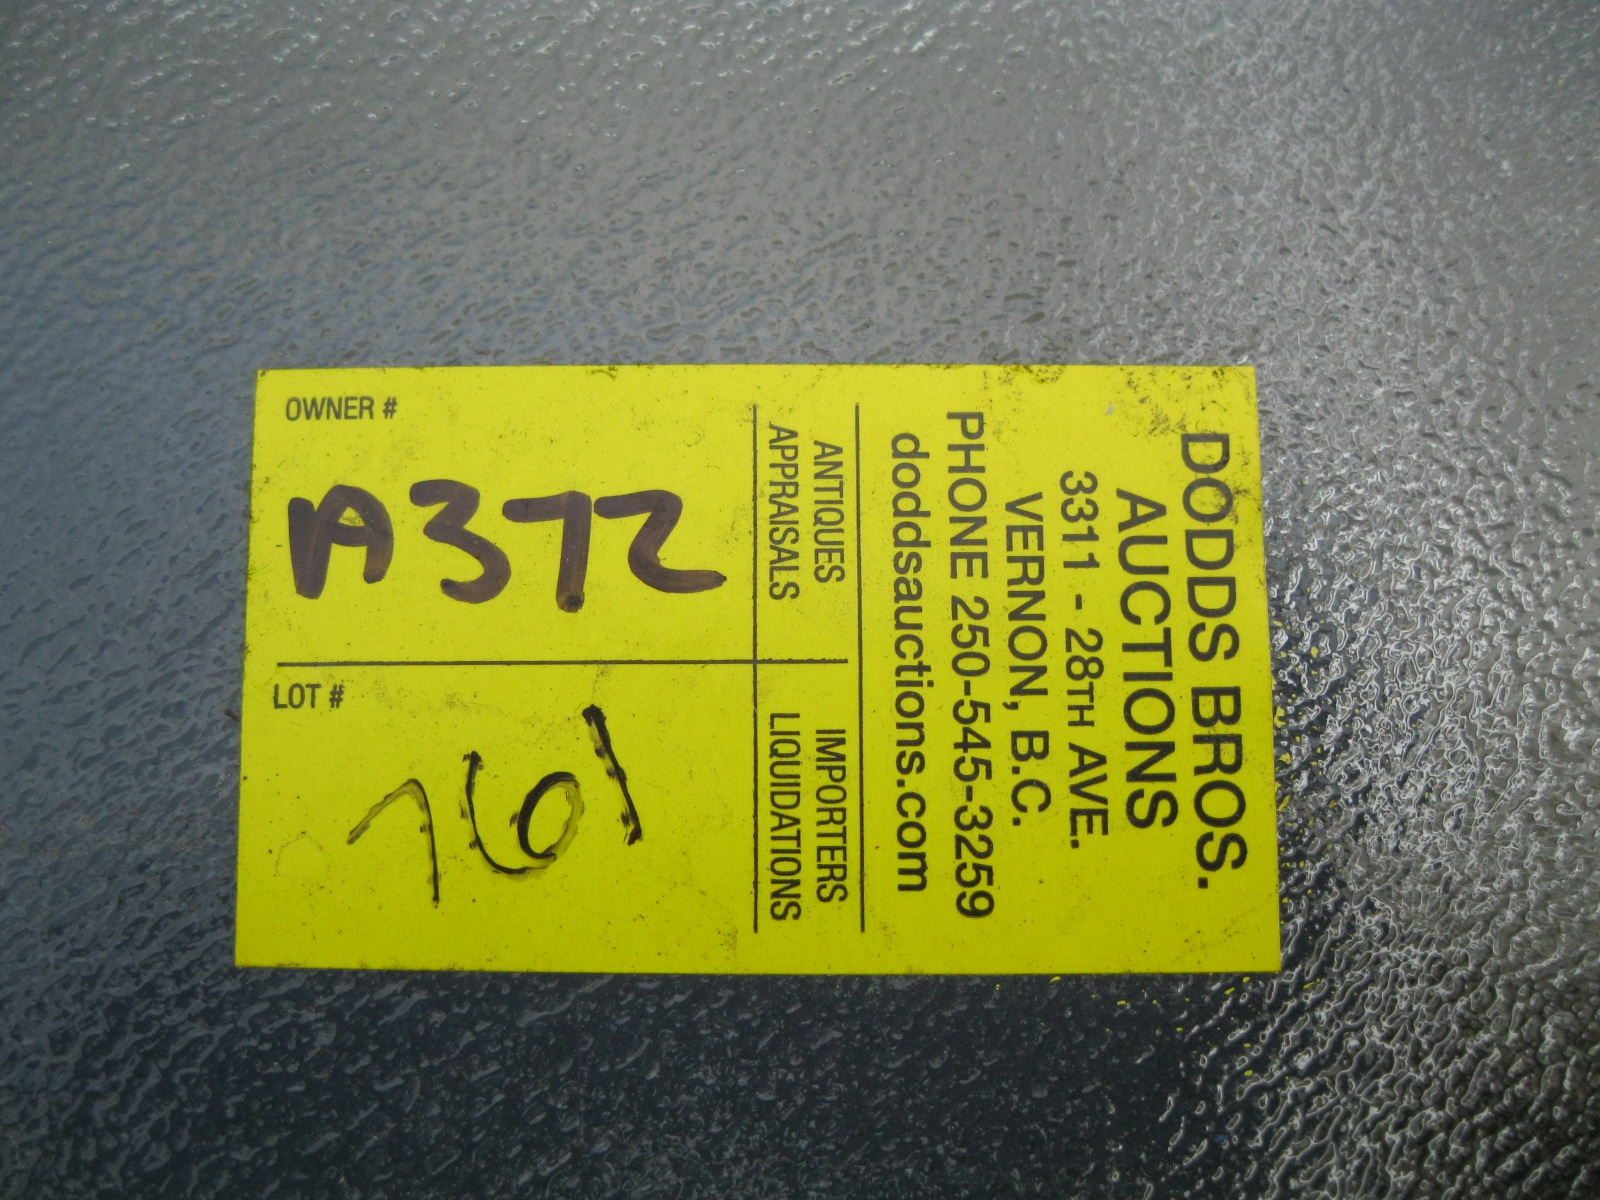 DODDS BROS.
AUCTIONS
3311 - 28TH AVE.
VERNON, B.C.
PHONE 250-545-3259
doddsauctions.com
ANTIQUES
APPRAISALS
IMPORTERS
LIQUIDATIONS
OWNER #
A372
LOT #
761